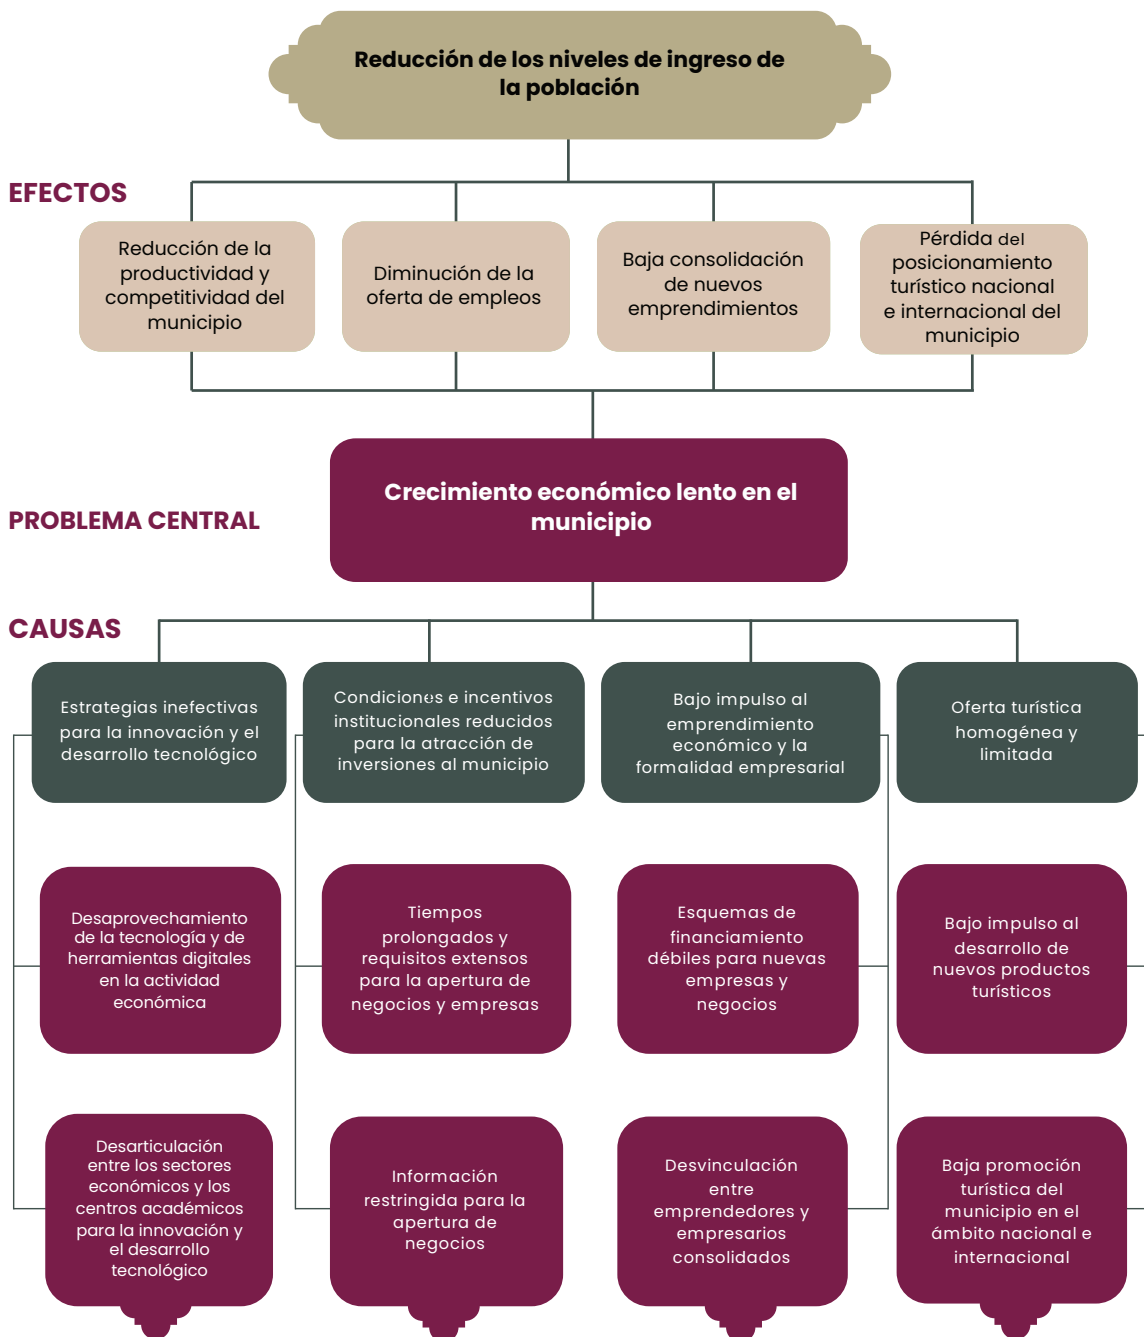 Reducción de los niveles de ingreso de
la población
EFECTOS
Reducción de la
productividad y
competitividad del
municipio
Diminución de la
oferta de empleos
Baja consolidación
de nuevos
emprendimientos
Pérdida del
posicionamiento
turístico nacional
e internacional del
municipio
PROBLEMA CENTRAL
Crecimiento económico lento en el
municipio
CAUSAS
Estrategias inefectivas
para la innovación y el
desarrollo tecnológico
Condiciones e incentivos
institucionales reducidos
para la atracción de
inversiones al municipio
Bajo impulso al
emprendimiento
económico y la
formalidad empresarial
Oferta turística
homogénea y
limitada
Desaprovechamiento
de la tecnología y de
herramientas digitales
en la actividad
económica
Tiempos
prolongados y
requisitos extensos
para la apertura de
negocios y empresas
Esquemas de
financiamiento
débiles para nuevas
empresas y
negocios
Bajo impulso al
desarrollo de
nuevos productos
turísticos
Desarticulación
entre los sectores
económicos y los
centros académicos
para la innovación y
el desarrollo
tecnológico
Información
restringida para la
apertura de
negocios
Desvinculación
entre
emprendedores y
empresarios
consolidados
Baja promoción
turística del
municipio en el
ámbito nacional e
internacional